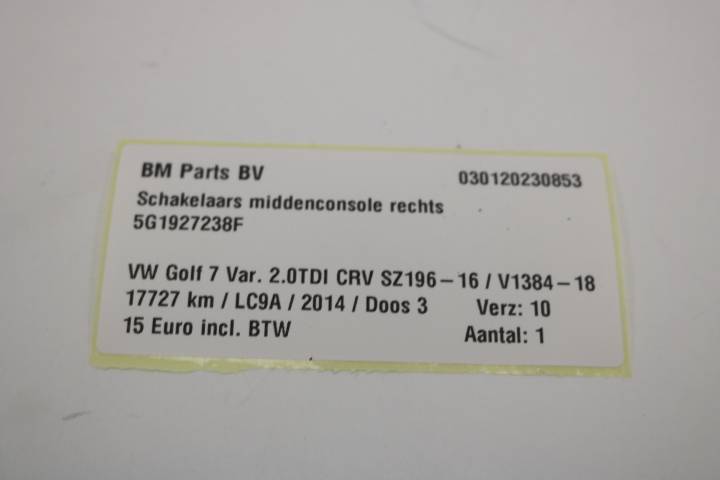 BM Parts BV 030120230853
Schakelaars middenconsole rechts
5G1927238F
VW Golf 7 Var. 2.0TDI CRV SZ196-16 / V1384-18
17727 km / LC9A / 2014 / Doos 3 Verz: 10
15 Euro incl. BTW Aantal: 1